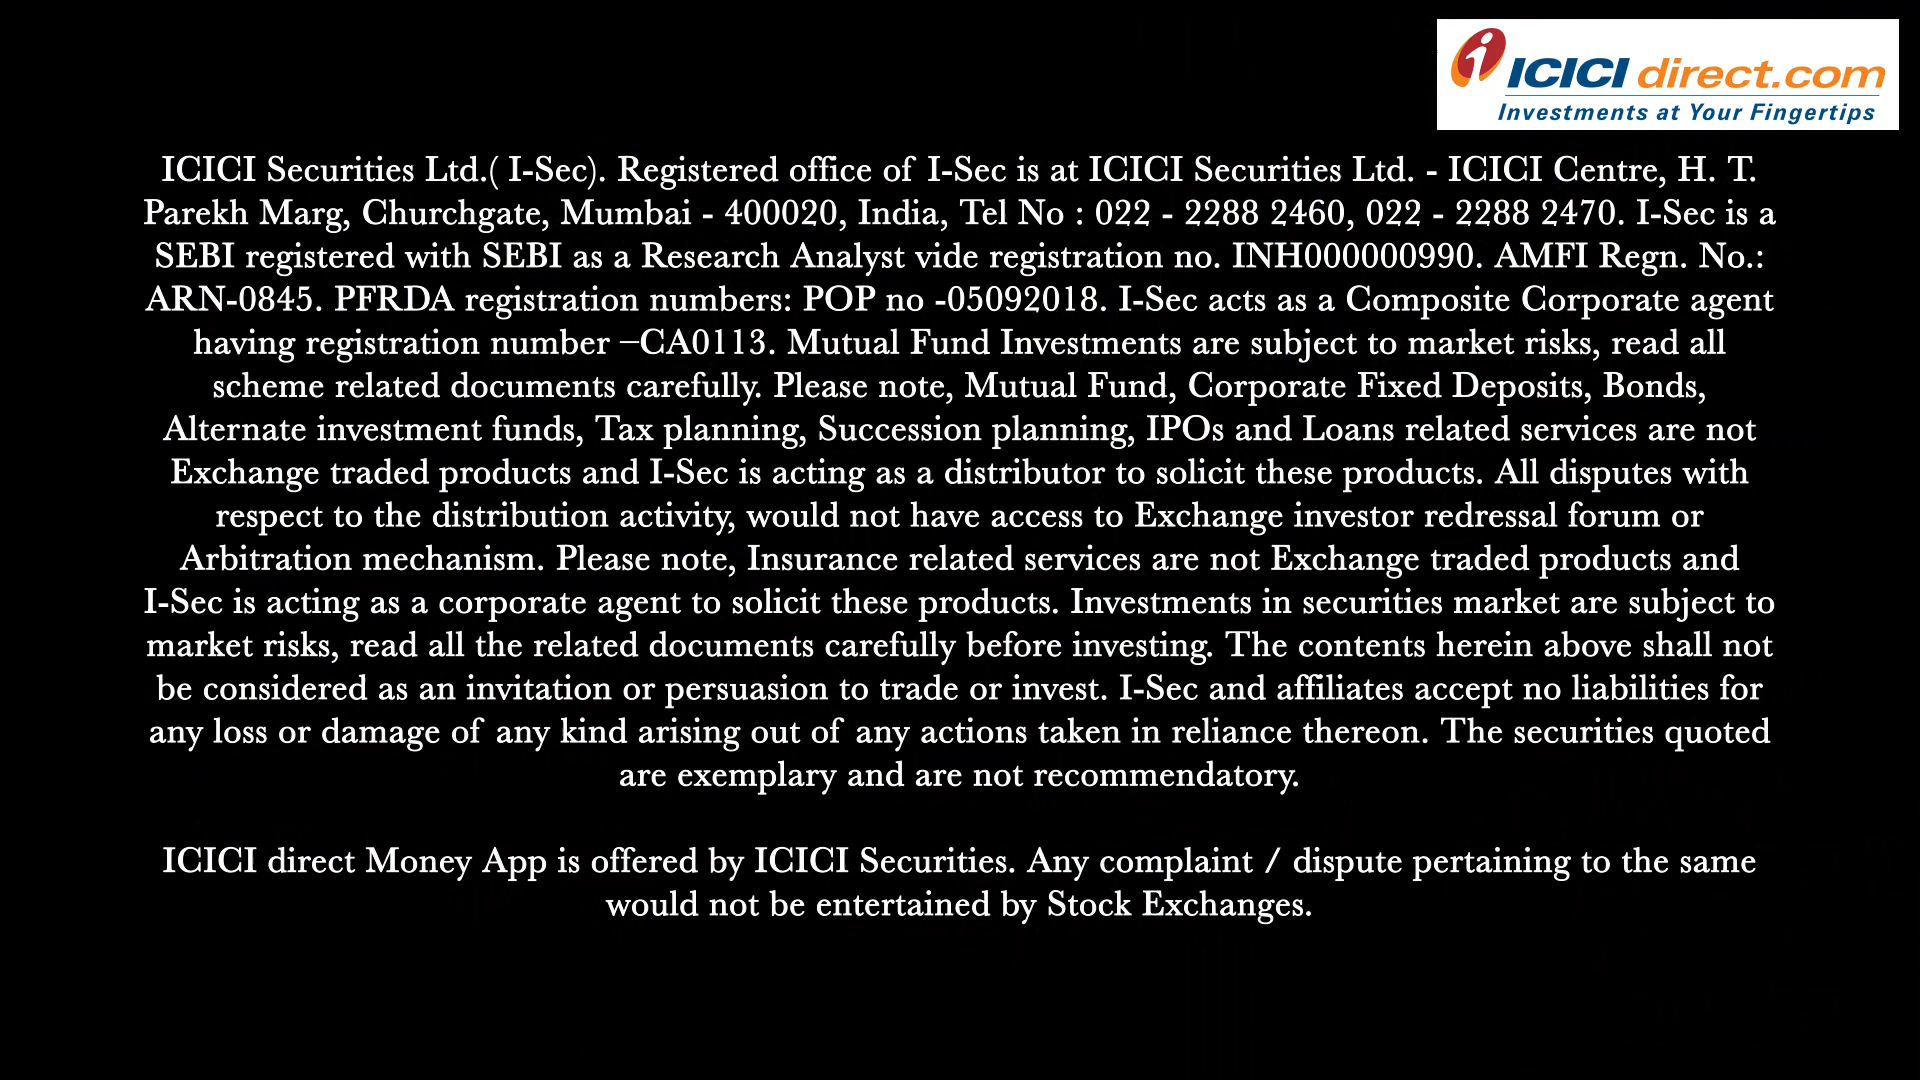 ICICI direct.com
Investments at Your Fingertips
ICICI Securities Ltd.( I-Sec). Registered office of I-Sec is at ICICI Securities Ltd. - ICICI Centre, H. T.
Parekh Marg, Churchgate, Mumbai - 400020, India, Tel No : 022 - 2288 2460, 022 - 2288 2470. I-Sec is a
SEBI registered with SEBI as a Research Analyst vide registration no. INH000000990. AMFI Regn. No.:
ARN-0845. PFRDA registration numbers: POP no -05092018. I-Sec acts as a Composite Corporate agent
having registration number –CA0113. Mutual Fund Investments are subject to market risks, read all
scheme related documents carefully. Please note, Mutual Fund, Corporate Fixed Deposits, Bonds,
Alternate investment funds, Tax planning, Succession planning, IPOs and Loans related services are not
Exchange traded products and I-Sec is acting as a distributor to solicit these products. All disputes with
respect to the distribution activity, would not have access to Exchange investor redressal forum or
Arbitration mechanism. Please note, Insurance related services are not Exchange traded products and
I-Sec is acting as a corporate agent to solicit these products. Investments in securities market are subject to
market risks, read all the related documents carefully before investing. The contents herein above shall not
be considered as an invitation or persuasion to trade or invest. I-Sec and affiliates accept no liabilities for
any loss or damage of any kind arising out of any actions taken in reliance thereon. The securities quoted
are exemplary and are not recommendatory.
ICICI direct Money App is offered by ICICI Securities. Any complaint / dispute pertaining to the same
would not be entertained by Stock Exchanges.